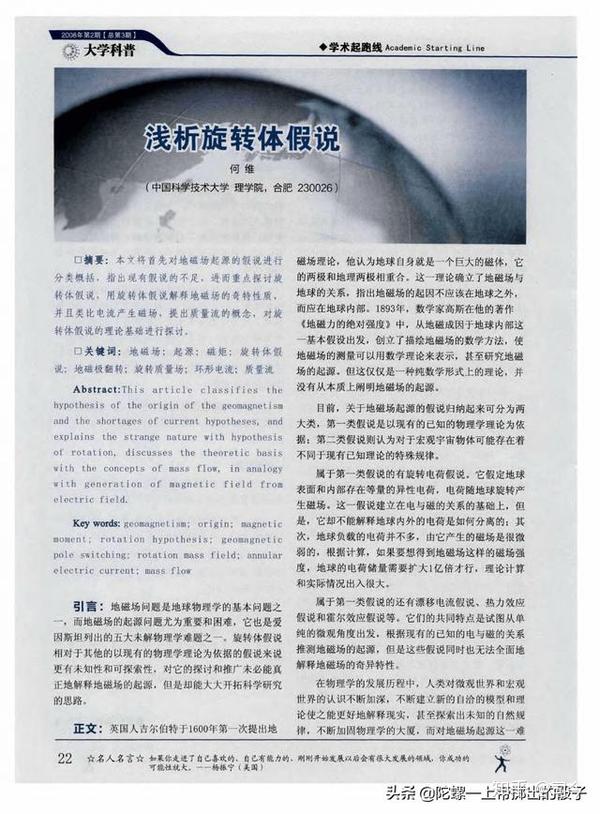 2006年第2期【总第3期】
大学科普
◆学术起跑线 Academic Starting Line
浅析旋转体假说
何 维
(中国科学技术大学 理学院，合肥 230026)
□摘要：本文将首先对地磁场起源的假说进行
分类概括，指出现有假说的不足，进而重点探讨旋
转体假说，用旋转体假说解释地磁场的奇特性质，
并且类比电流产生磁场，提出质量流的概念，对旋
转体假说的理论基础进行探讨。
□关键词：地磁场；起源；磁矩；旋转体假
说；地磁极翻转；旋转质量场；环形电流；质量流
Abstract:This article classifies the
hypothesis of the origin of the geomagnetism
and the shortages of current hypotheses, and
explains the strange nature with hypothesis
of rotation, discusses the theoretic basis
with the concepts of mass flow, in analogy
with generation of magnetic field from
electric field.
Key words: geomagnetism; origin; magnetic
moment; rotation hypothesis; geomagnetic
pole switching; rotation mass field; annular
electric current; mass flow
引言：地磁场问题是地球物理学的基本问题之
一，而地磁场的起源问题尤为重要和困难，它也是爱
因斯坦列出的五大未解物理学难题之一。旋转体假说
相对于其他的以现有的物理学理论为依据的假说来说
更有未知性和可探索性，对它的探讨和推广未必能真
正地解释地磁场的起源，但是却能大大开拓科学研究
的思路。
正文：英国人吉尔伯特于1600年第一次提出地
磁场理论，他认为地球自身就是一个巨大的磁体，它
的两极和地理两极相重合。这一理论确立了地磁场与
地球的关系，指出地磁场的起因不应该在地球之外，
而应在地球内部。1893年，数学家高斯在他的著作
《地磁力的绝对强度》中，从地磁成因于地球内部这
一基本假设出发，创立了描绘地磁场的数学方法，使
地磁场的测量可以用数学理论来表示，甚至研究地磁
场的起源。但这仅仅是一种纯数学形式上的理论，并
没有从本质上阐明地磁场的起源。
目前，关于地磁场起源的假说归纳起来可分为两
大类，第一类假说是以现有的已知的物理学理论为依
据；第二类假说则认为对于宏观宇宙物体可能存在着
不同于现有已知理论的特殊规律。
属于第一类假说的有旋转电荷假说。它假定地球
表面和内部存在等量的异性电荷，电荷随地球旋转产
生磁场。这一假说建立在电与磁的关系的基础上，但
是，它却不能解释地球内外的电荷是如何分离的；其
次，地球负载的电荷并不多，由它产生的磁场是很微
弱的，根据计算，如果要想得到地磁场这样的磁场强
度，地球的电荷储量需要扩大1亿倍才行，理论计算
和实际情况出入很大。
属于第一类假说的还有漂移电流假说、热力效应
假说和霍尔效应假说等。它们的共同特点是试图从单
纯的微观角度出发，根据现有的已知的电与磁的关系
推测地磁场的起源，但是这些假说同时也无法全面地
解释地磁场的奇异特性。
在物理学的发展历程中，人类对微观世界和宏观
世界的认识不断加深，不断建立新的自洽的模型和理
论使之能更好地解释现实，甚至探索出未知的自然规
律，不断加固物理学的大厦，而对地磁场起源这一难
22 ☆名人名言☆ 如果你走进了自己喜欢的、自己有能力的、刚刚开始发展以后会有很大发展的领域，你成功的
可能性就大。——杨振宁（美国）
头条 @陀螺—上帝掷出的骰子